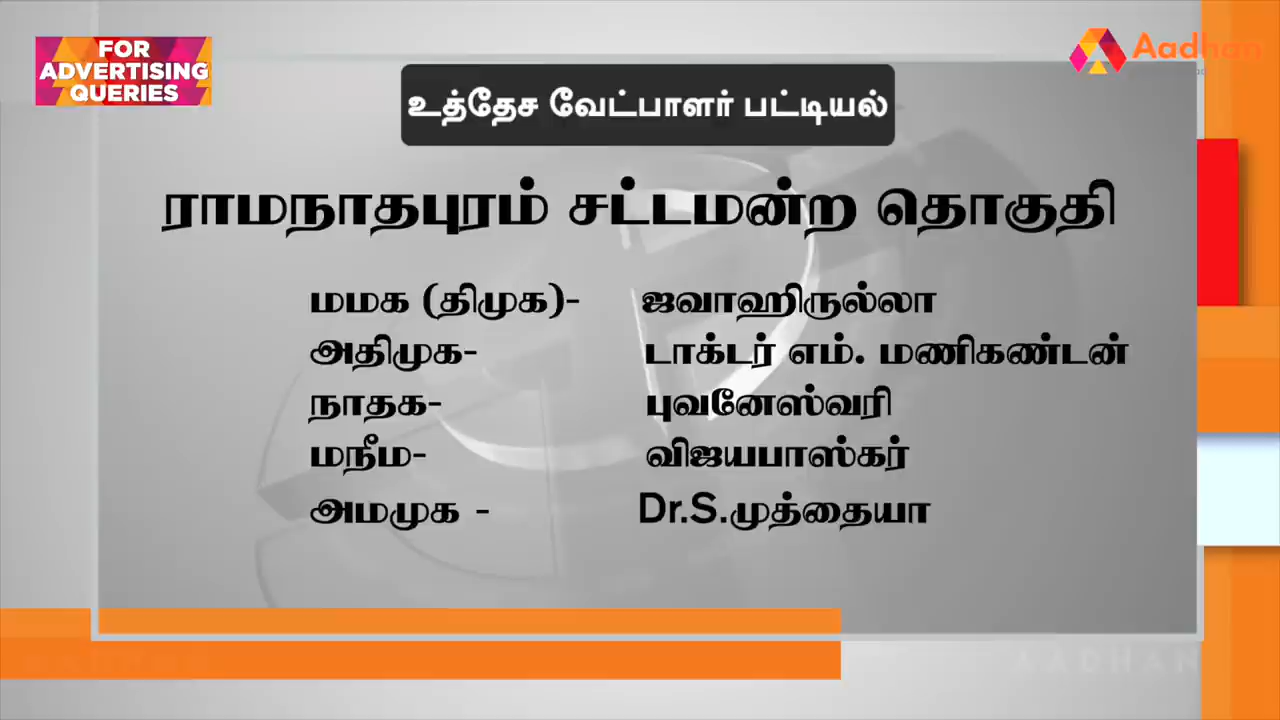 FOR
ADVERTISING
QUERIES
Aadhan
உத்தேச வேட்பாளர் பட்டியல்
ராமநாதபுரம் சட்டமன்ற தொகுதி
மமக (திமுக)- ஜவாஹிருல்லா
அதிமுக- டாக்டர் எம். மணிகண்டன்
நாதக- புவனேஸ்வரி
மநீம- விஜயபாஸ்கர்
அமமுக - Dr.S.முத்தையா
AADHAN